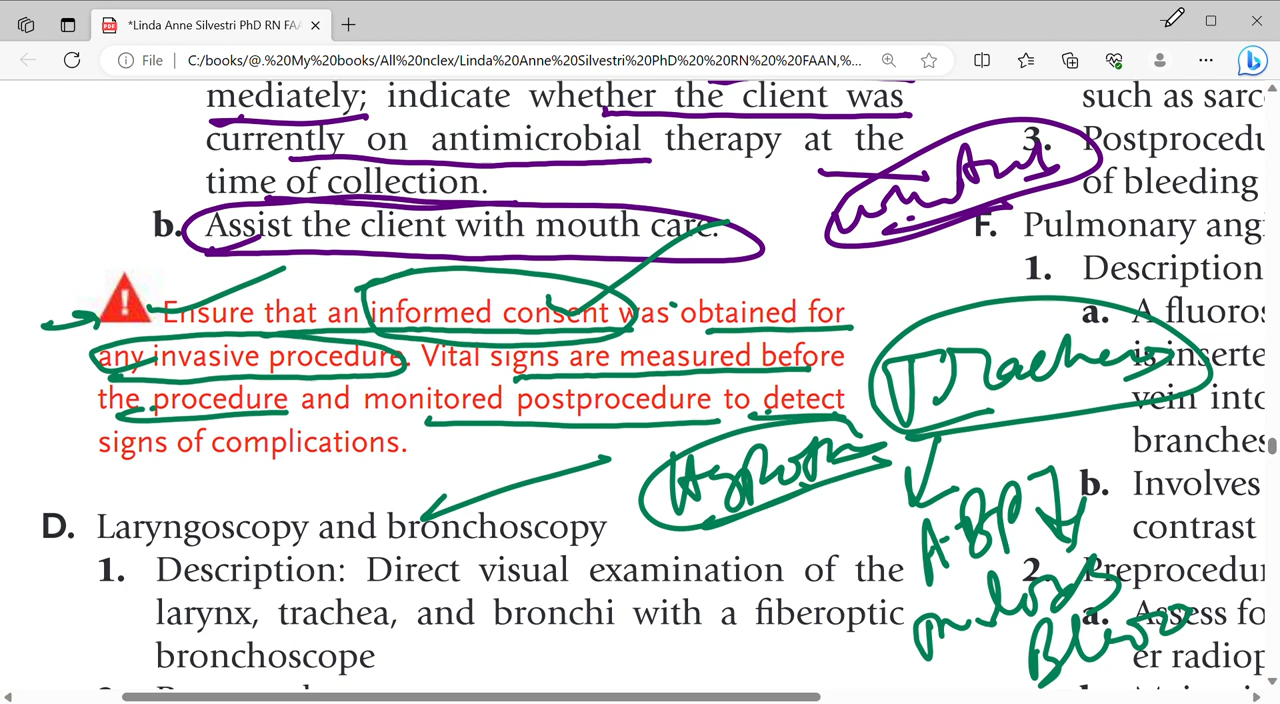 *Linda Anne Silvestri PhD RN FAA
File C:/books/@.%20My%20books/All%20nclex/Linda%20Anne%20Silvestri%20PhD%20%20RN%20%20FAAN,%...
mediately; indicate whether the client was
currently on antimicrobial therapy at the
time of collection.
b. Assist the client with mouth care.
Ensure that an informed consent was obtained for
any invasive procedure. Vital signs are measured before
the procedure and monitored postprocedure to detect
signs of complications.
D. Laryngoscopy and bronchoscopy
1. Description: Direct visual examination of the
larynx, trachea, and bronchi with a fiberoptic
bronchoscope
such as sarc
3. Postprocedu
of bleeding
F. Pulmonary angi
1. Description
a. A fluoros
is inserte
vein into
branches
b. Involves
contrast
2. Preprocedur
a. Assess fo
er radiop
BP